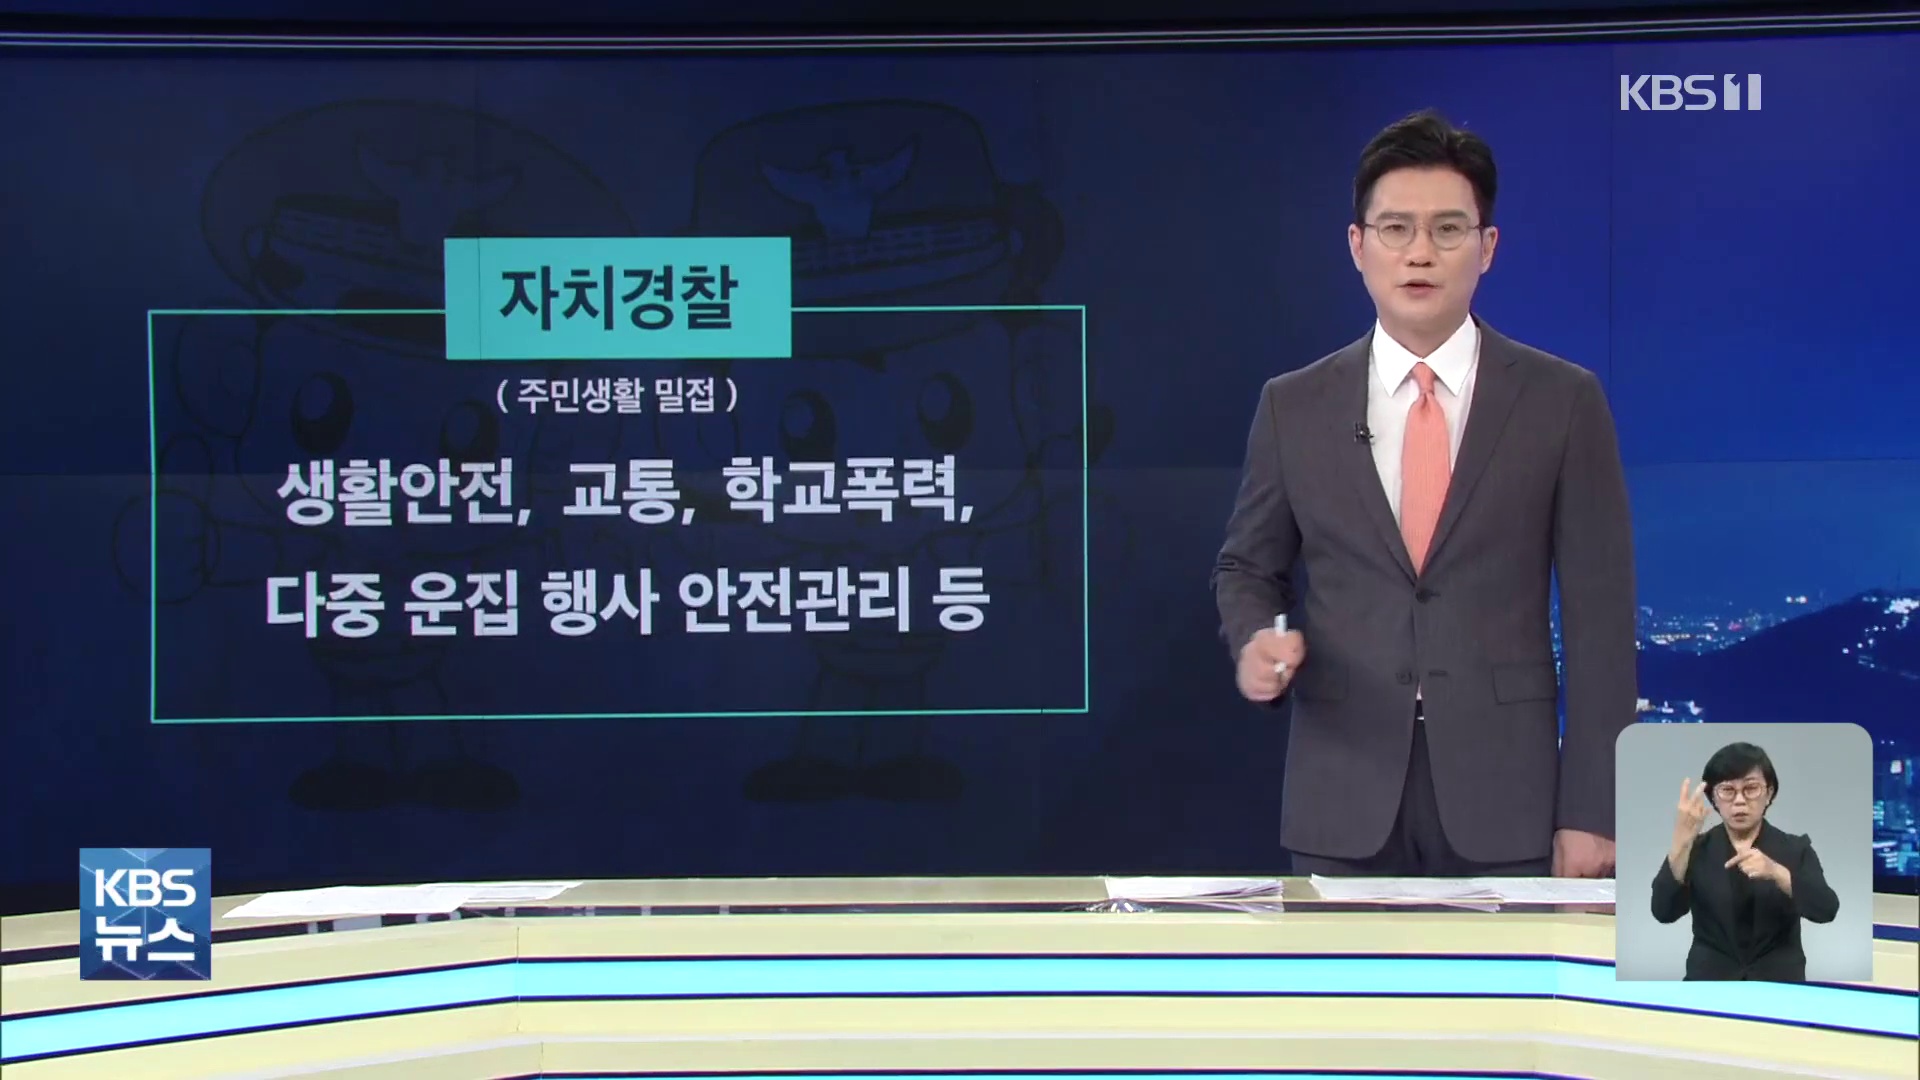 KBS 1
자치경찰
( 주민생활 밀접 )
생활안전, 교통, 학교폭력,
다중 운집 행사 안전관리 등
KBS
뉴스